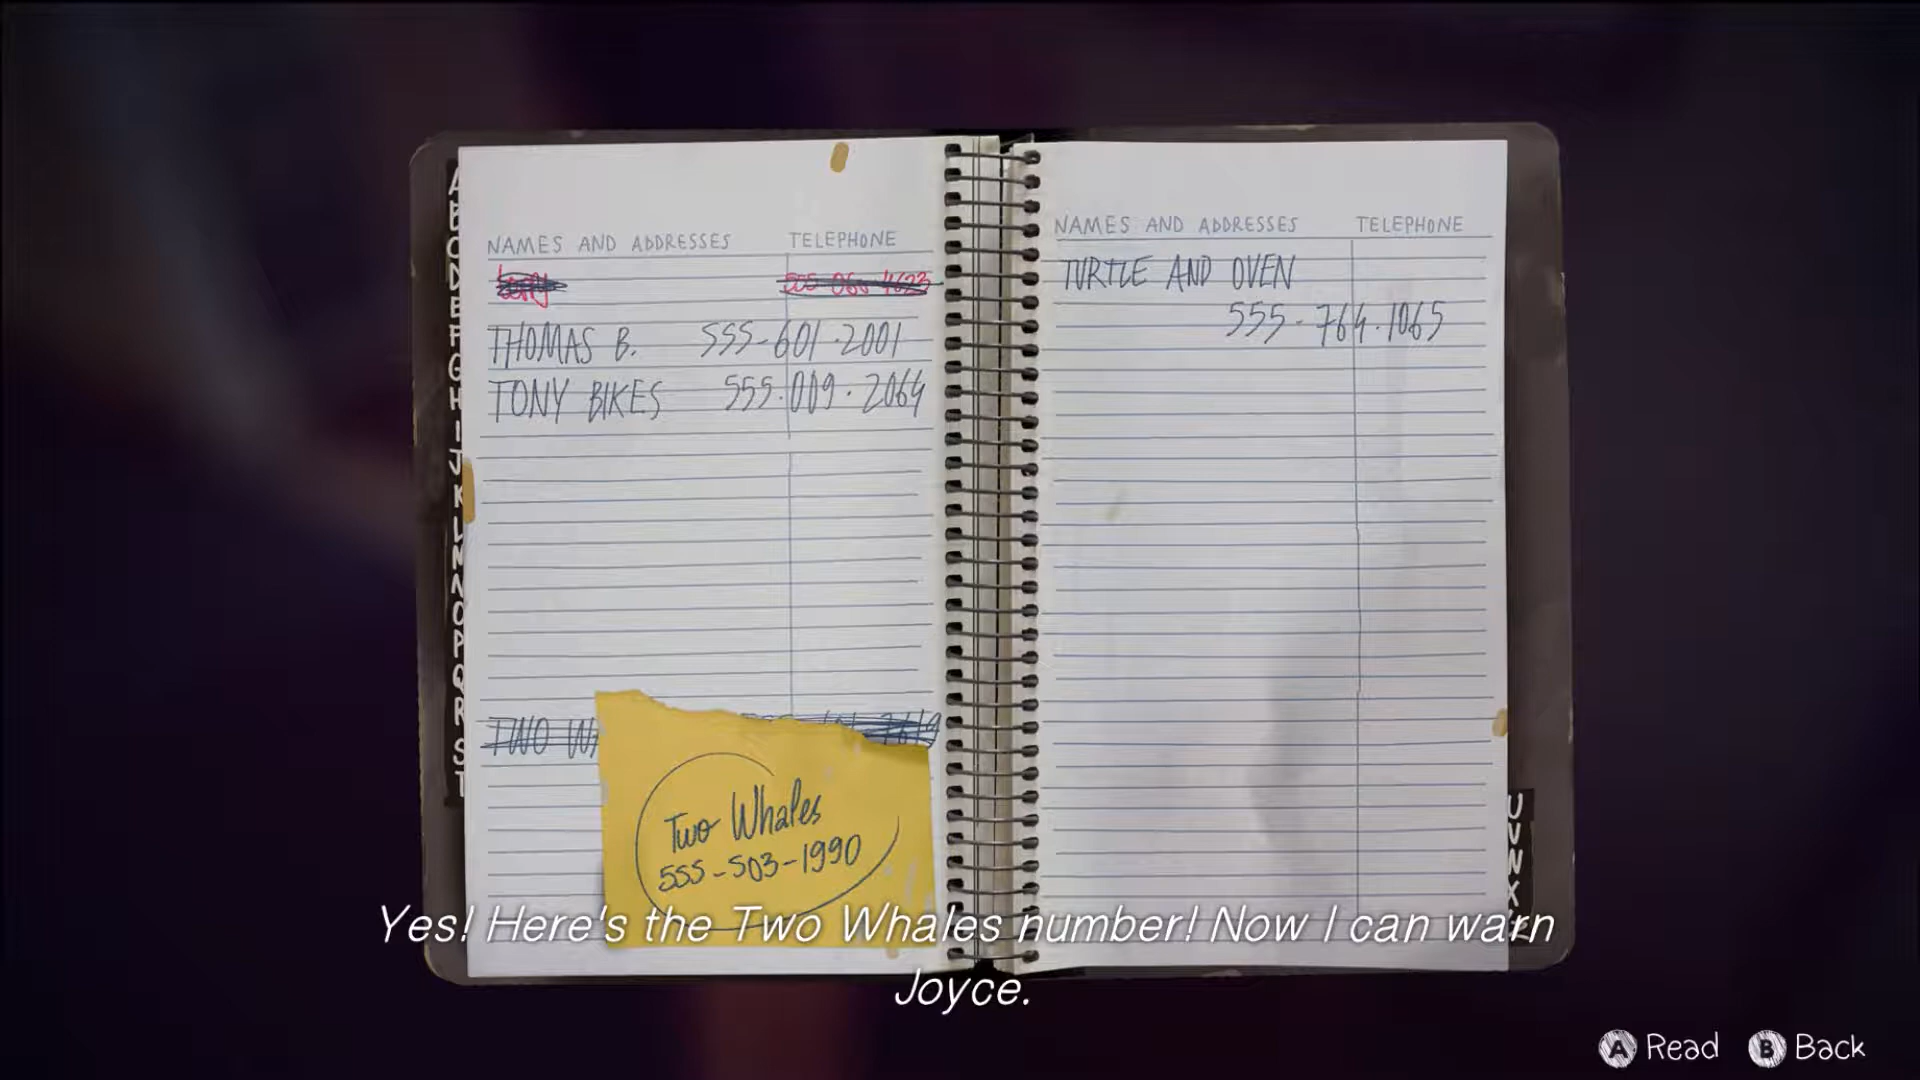 A
B
C
D
E
F
G
H
I
J
K
L
M
N
O
P
Q
R
S
T
NAMES AND ADDRESSES TELEPHONE
THOMAS B. 555-601-2001
TONY BIKES 555.009.2064
TWO
Two Whales
555-503-1990
NAMES AND ADDRESSES TELEPHONE
TURTLE AND OVEN
555-764.1065
U
V
Yes! Here's the Two Whales number! Now I can warn
Joyce.
A Read B Back